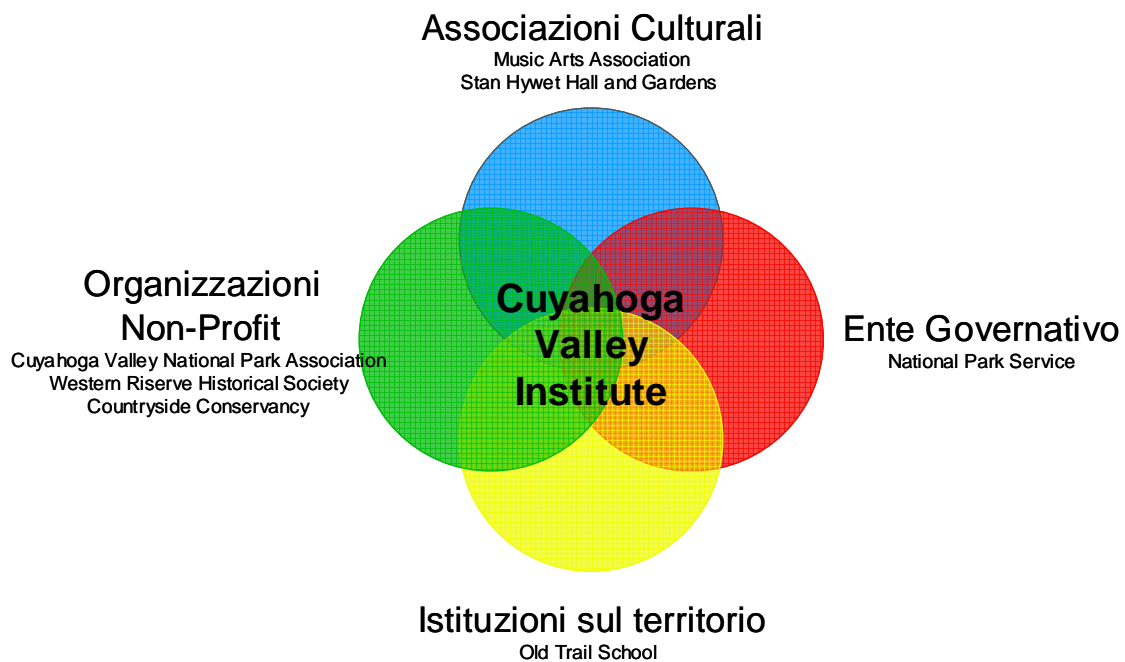 Associazioni Culturali
Music Arts Association
Stan Hywet Hall and Gardens
Organizzazioni
Non-Profit
Cuyahoga Valley National Park Association
Western Riserve Historical Society
Countryside Conservancy
Cuyahoga
Valley
Institute
Ente Governativo
National Park Service
Istituzioni sul territorio
Old Trail School